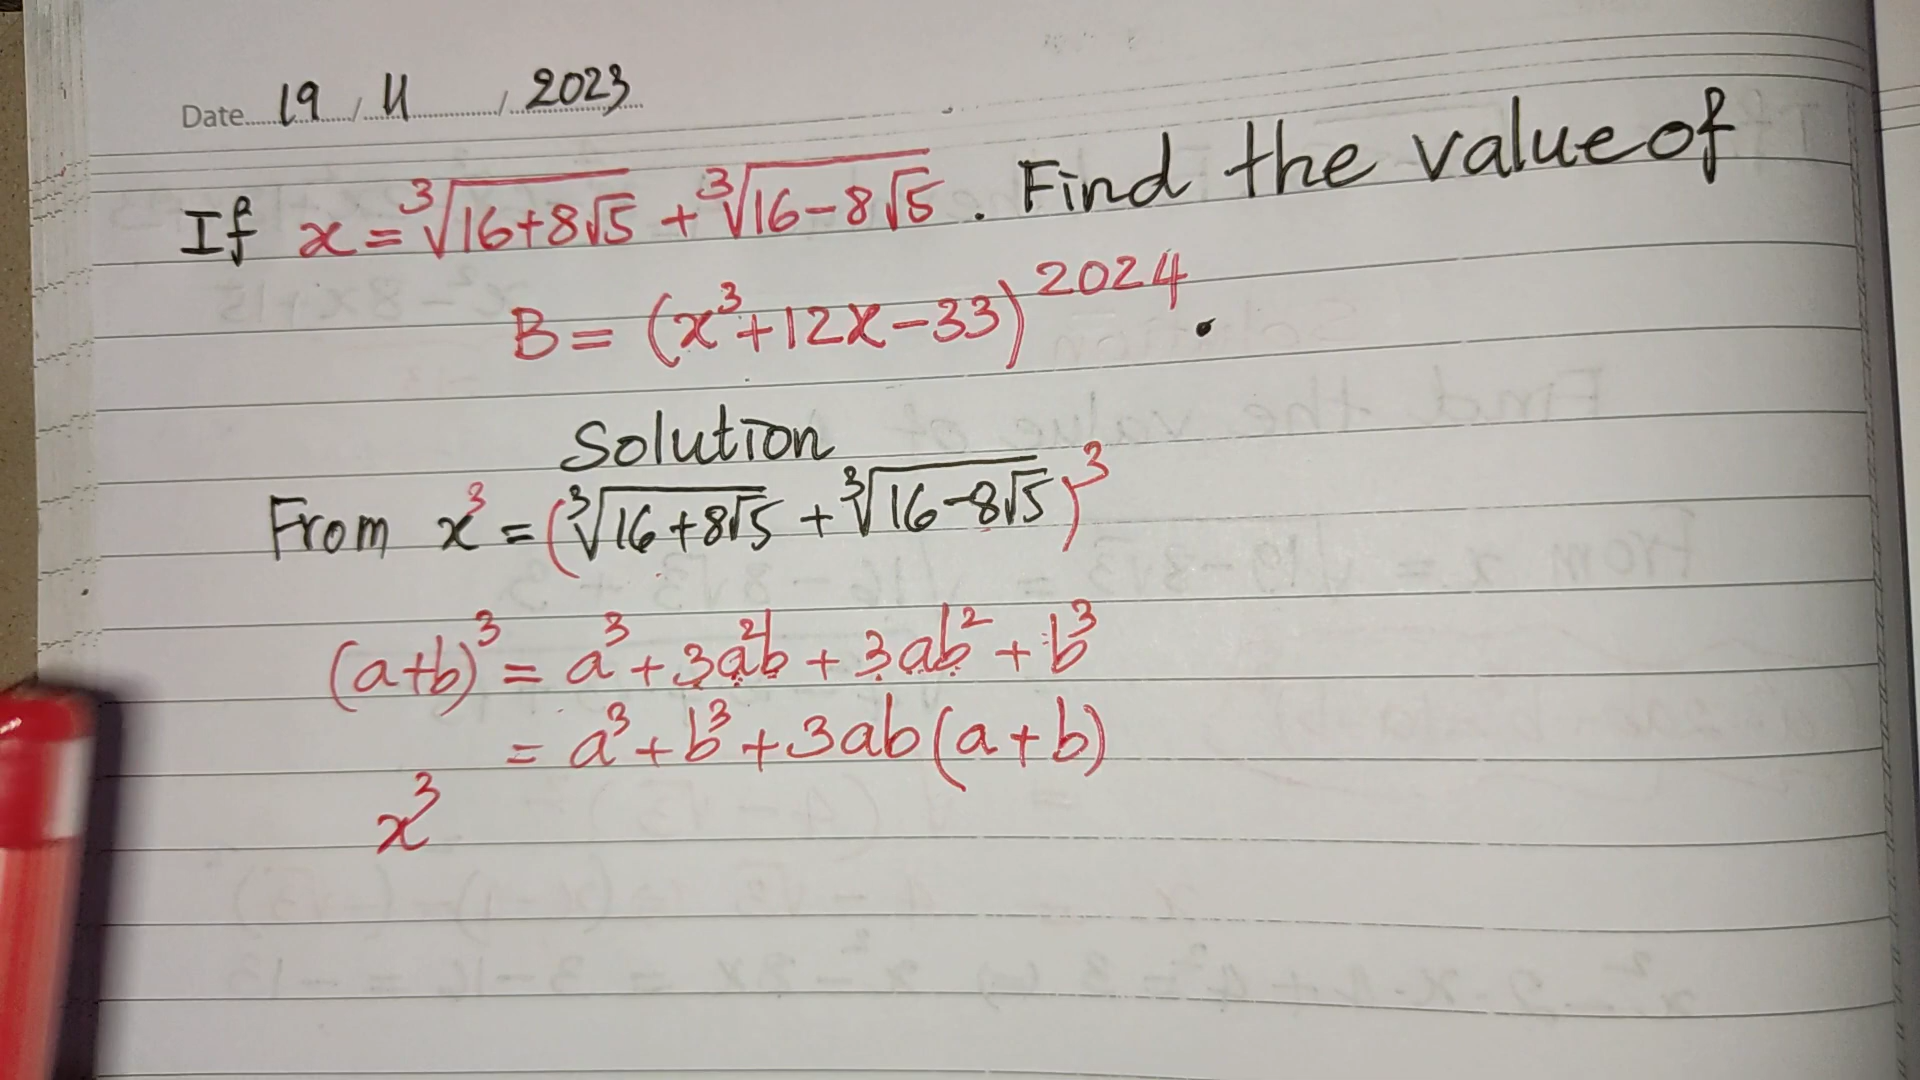 Date 19 / 11 / 2023
If x = ∛(16+8√5) + ∛(16−8√5) . Find the value of
B = (x³+12x−33)²⁰²⁴ .
Solution
From x³ = (∛(16+8√5) + ∛(16−8√5))³
(a+b)³ = a³ + 3a²b + 3ab² + b³
= a³ + b³ + 3ab(a+b)
x³